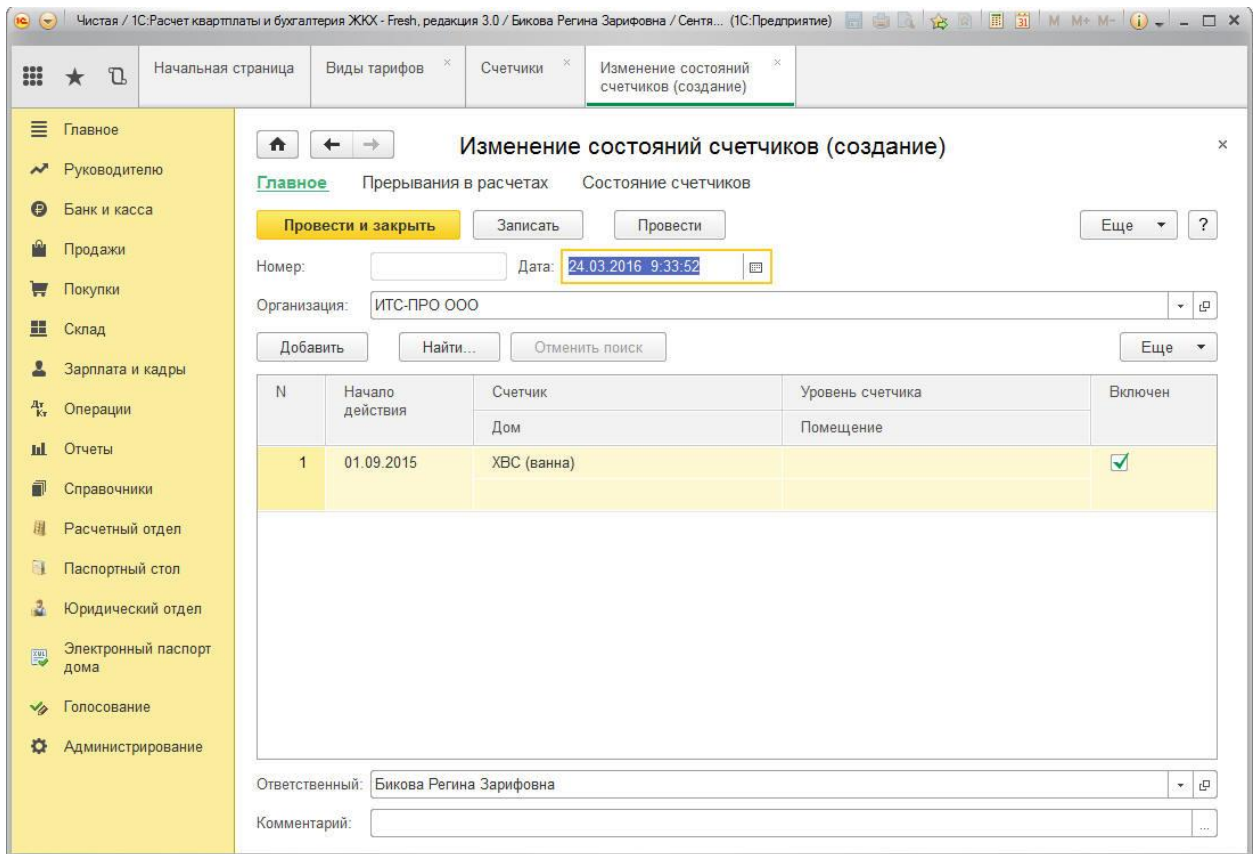 Чистая / 1С:Расчет квартплаты и бухгалтерия ЖКХ - Fresh, редакция 3.0 / Бикова Регина Зарифовна / Сентя... (1С:Предприятие)
M M+ M-
Начальная страница
Виды тарифов
Счетчики
Изменение состояний
счетчиков (создание)
Главное
Руководителю
Банк и касса
Продажи
Покупки
Склад
Зарплата и кадры
Операции
Отчеты
Справочники
Расчетный отдел
Паспортный стол
Юридический отдел
Электронный паспорт
дома
Голосование
Администрирование
Изменение состояний счетчиков (создание)
Главное Прерывания в расчетах Состояние счетчиков
Провести и закрыть Записать Провести Еще ?
Номер: Дата: 24.03.2016 9:33:52
Организация: ИТС-ПРО ООО
Добавить Найти... Отменить поиск Еще
N Начало Счетчик Уровень счетчика Включен
действия
Дом Помещение
1 01.09.2015 ХВС (ванна)
Ответственный: Бикова Регина Зарифовна
Комментарий: ...